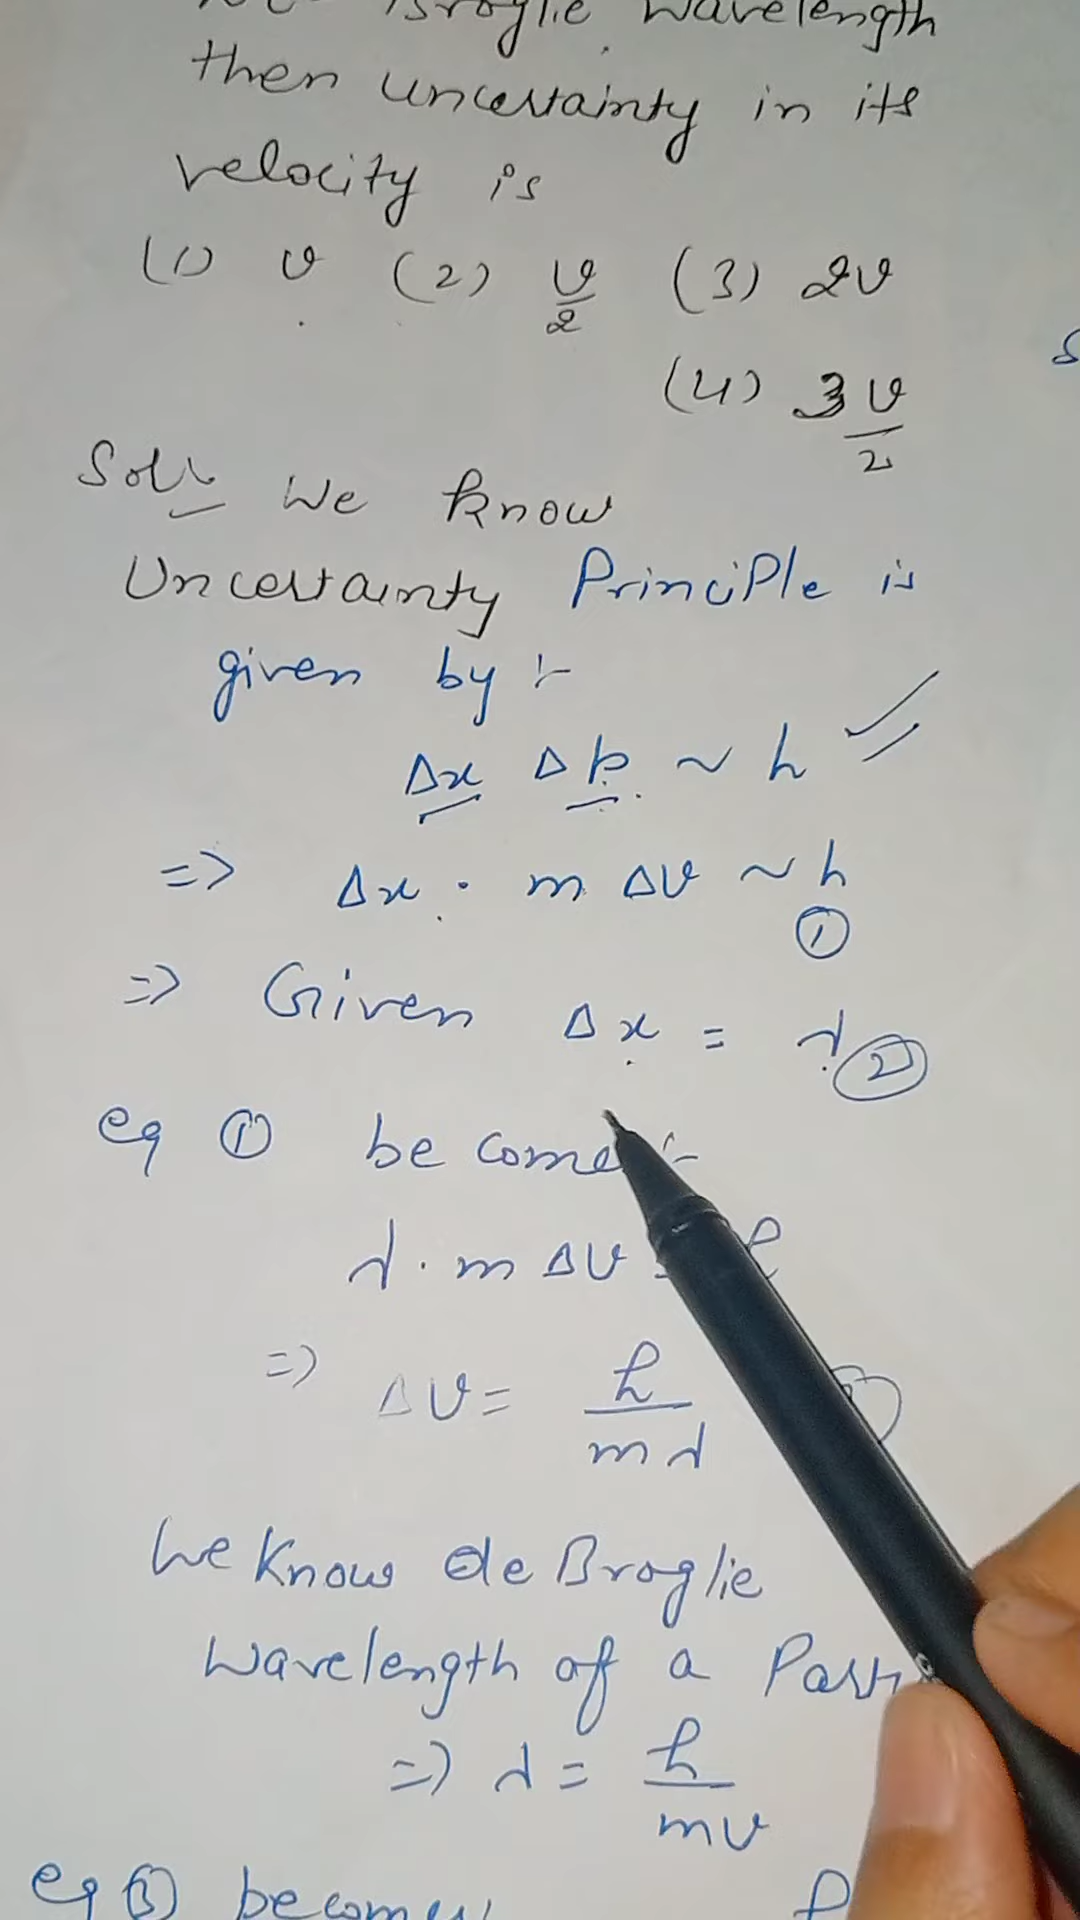 Broglie wavelength
then uncertainty in its
velocity is
(1) v (2) v/2 (3) 2v
(4) 3v/2
Sol:- We know
Uncertainty Principle is
given by :-
Δx Δp ~ h
=> Δx . m Δv ~ h
①
=> Given Δx = λ ②
eq ① become :-
λ . m Δv
=> Δv = h/mλ
We Know de Broglie
Wavelength of a
=> λ = h/mv
eq ③ becomes